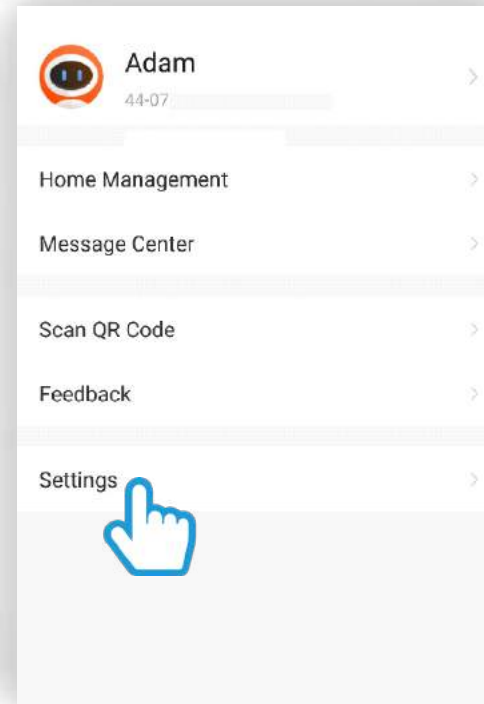 Adam
44-07
Home Management
Message Center
Scan QR Code
Feedback
Settings